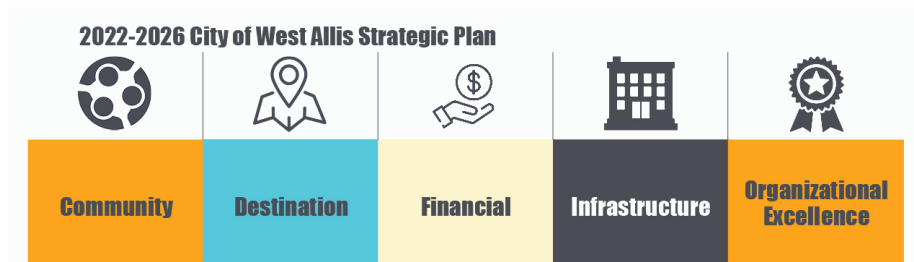 2022-2026 City of West Allis Strategic Plan
$
Community
Destination
Financial
Infrastructure
Organizational
Excellence